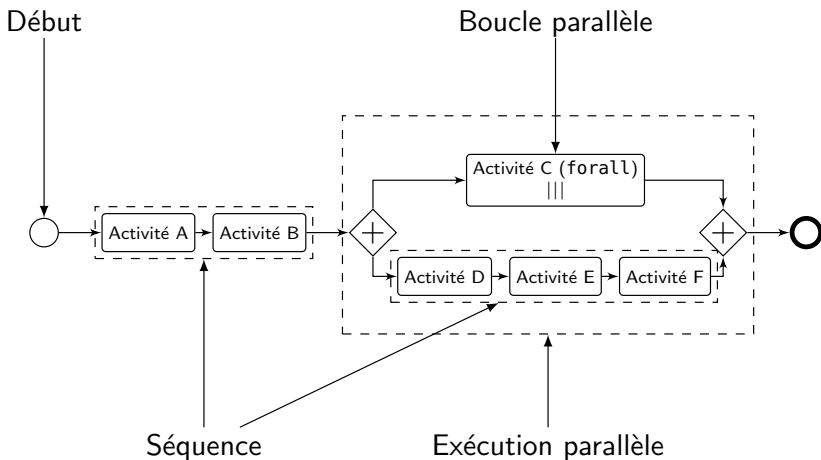 Début
Boucle parallèle
Activité C (forall)
|||
Activité A
Activité B
Activité D
Activité E
Activité F
Séquence
Exécution parallèle